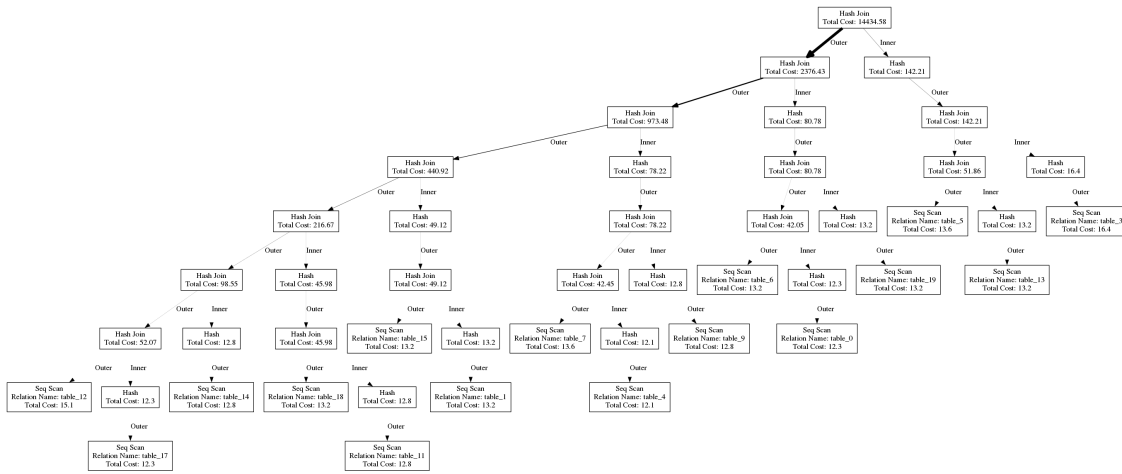 Hash Join
Total Cost: 14434.58
Outer
Inner
Hash Join
Total Cost: 2376.43
Hash
Total Cost: 142.21
Outer
Inner
Outer
Hash Join
Total Cost: 973.48
Hash
Total Cost: 80.78
Hash Join
Total Cost: 142.21
Outer
Inner
Outer
Outer
Inner
Hash Join
Total Cost: 440.92
Hash
Total Cost: 78.22
Hash Join
Total Cost: 80.78
Hash Join
Total Cost: 51.86
Hash
Total Cost: 16.4
Outer
Inner
Outer
Outer
Inner
Outer
Inner
Outer
Hash Join
Total Cost: 216.67
Hash
Total Cost: 49.12
Hash Join
Total Cost: 78.22
Hash Join
Total Cost: 42.05
Hash
Total Cost: 13.2
Seq Scan
Relation Name: table_5
Total Cost: 13.6
Hash
Total Cost: 13.2
Seq Scan
Relation Name: table_3
Total Cost: 16.4
Outer
Inner
Outer
Outer
Inner
Outer
Inner
Outer
Outer
Hash Join
Total Cost: 98.55
Hash
Total Cost: 45.98
Hash Join
Total Cost: 49.12
Hash Join
Total Cost: 42.45
Hash
Total Cost: 12.8
Seq Scan
Relation Name: table_6
Total Cost: 13.2
Hash
Total Cost: 12.3
Seq Scan
Relation Name: table_19
Total Cost: 13.2
Seq Scan
Relation Name: table_13
Total Cost: 13.2
Outer
Inner
Outer
Outer
Inner
Outer
Inner
Outer
Outer
Hash Join
Total Cost: 52.07
Hash
Total Cost: 12.8
Hash Join
Total Cost: 45.98
Seq Scan
Relation Name: table_15
Total Cost: 13.2
Hash
Total Cost: 13.2
Seq Scan
Relation Name: table_7
Total Cost: 13.6
Hash
Total Cost: 12.1
Seq Scan
Relation Name: table_9
Total Cost: 12.8
Seq Scan
Relation Name: table_0
Total Cost: 12.3
Outer
Inner
Outer
Outer
Inner
Outer
Outer
Seq Scan
Relation Name: table_12
Total Cost: 15.1
Hash
Total Cost: 12.3
Seq Scan
Relation Name: table_14
Total Cost: 12.8
Seq Scan
Relation Name: table_18
Total Cost: 13.2
Hash
Total Cost: 12.8
Seq Scan
Relation Name: table_1
Total Cost: 13.2
Seq Scan
Relation Name: table_4
Total Cost: 12.1
Outer
Outer
Seq Scan
Relation Name: table_17
Total Cost: 12.3
Seq Scan
Relation Name: table_11
Total Cost: 12.8